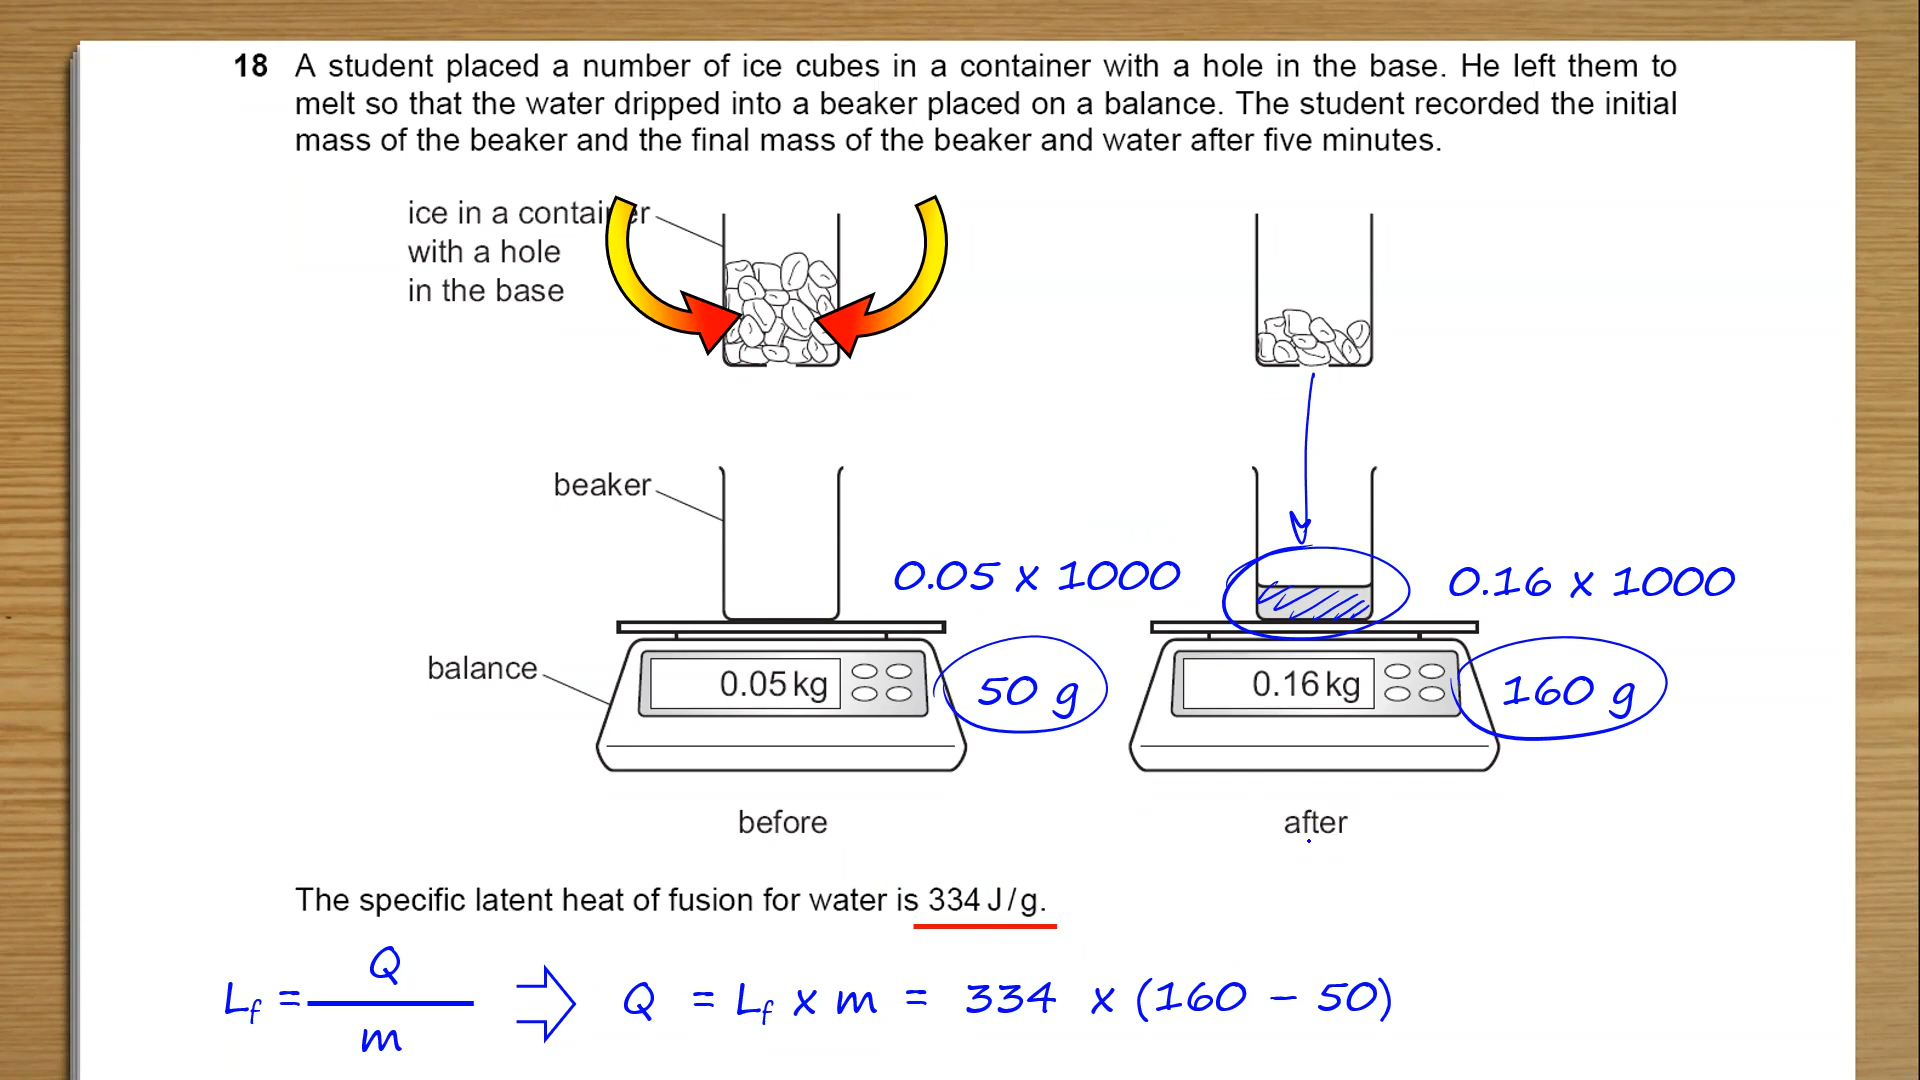 18 A student placed a number of ice cubes in a container with a hole in the base. He left them to
melt so that the water dripped into a beaker placed on a balance. The student recorded the initial
mass of the beaker and the final mass of the beaker and water after five minutes.
ice in a container
with a hole
in the base
beaker
0.05 x 1000
0.16 x 1000
balance
0.05 kg
50 g
0.16 kg
160 g
before
after
The specific latent heat of fusion for water is 334 J / g.
Lf = Q / m ⇨ Q = Lf x m = 334 x (160 - 50)